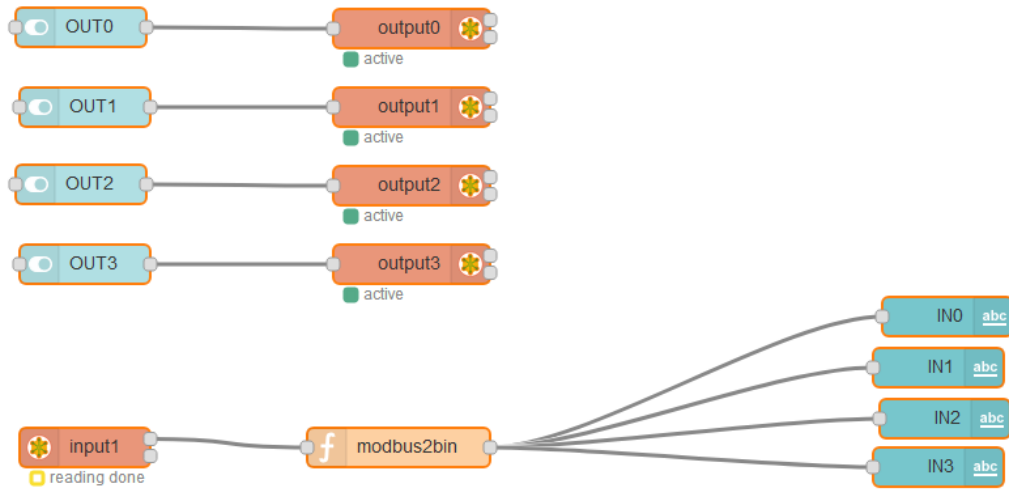 OUT0
output0
active
OUT1
output1
active
OUT2
output2
active
OUT3
output3
active
IN0 abc
IN1 abc
IN2 abc
input1
modbus2bin
IN3 abc
reading done